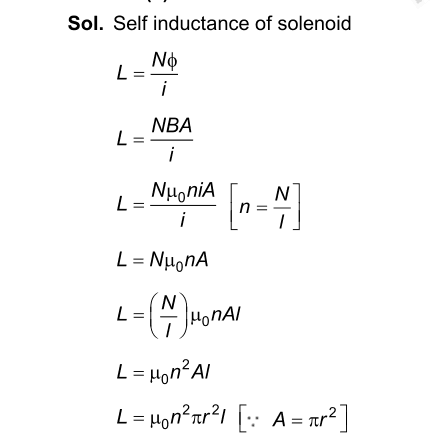 Sol. Self inductance of solenoid
L = Nϕ/i
L = NBA/i
L = Nμ₀niA/i [n = N/l]
L = Nμ₀nA
L = (N/l)μ₀nAl
L = μ₀n²Al
L = μ₀n²πr²l [∵ A = πr²]